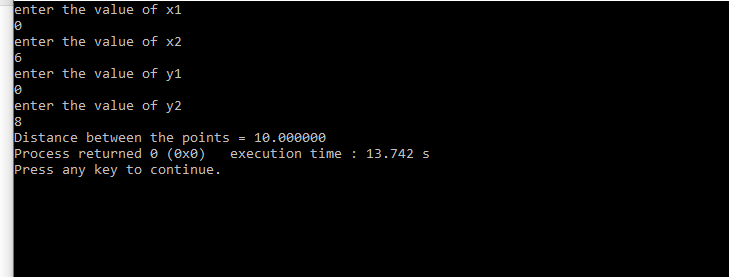 enter the value of x1
0
enter the value of x2
6
enter the value of y1
0
enter the value of y2
8
Distance between the points = 10.000000
Process returned 0 (0x0)   execution time : 13.742 s
Press any key to continue.